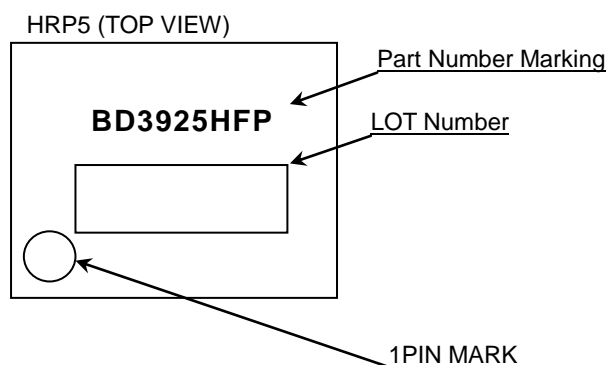 HRP5 (TOP VIEW)
Part Number Marking
BD3925HFP
LOT Number
1PIN MARK